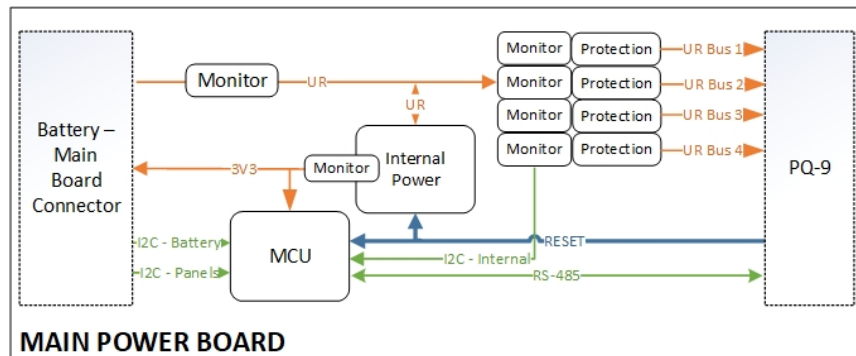 Monitor
UR
UR
Monitor Protection UR Bus 1
Monitor Protection UR Bus 2
Monitor Protection UR Bus 3
Monitor Protection UR Bus 4
Battery –
Main
Board
Connector
3V3
Monitor
Internal
Power
PQ-9
I2C - Battery
I2C - Panels
MCU
RESET
I2C - Internal
RS-485
MAIN POWER BOARD